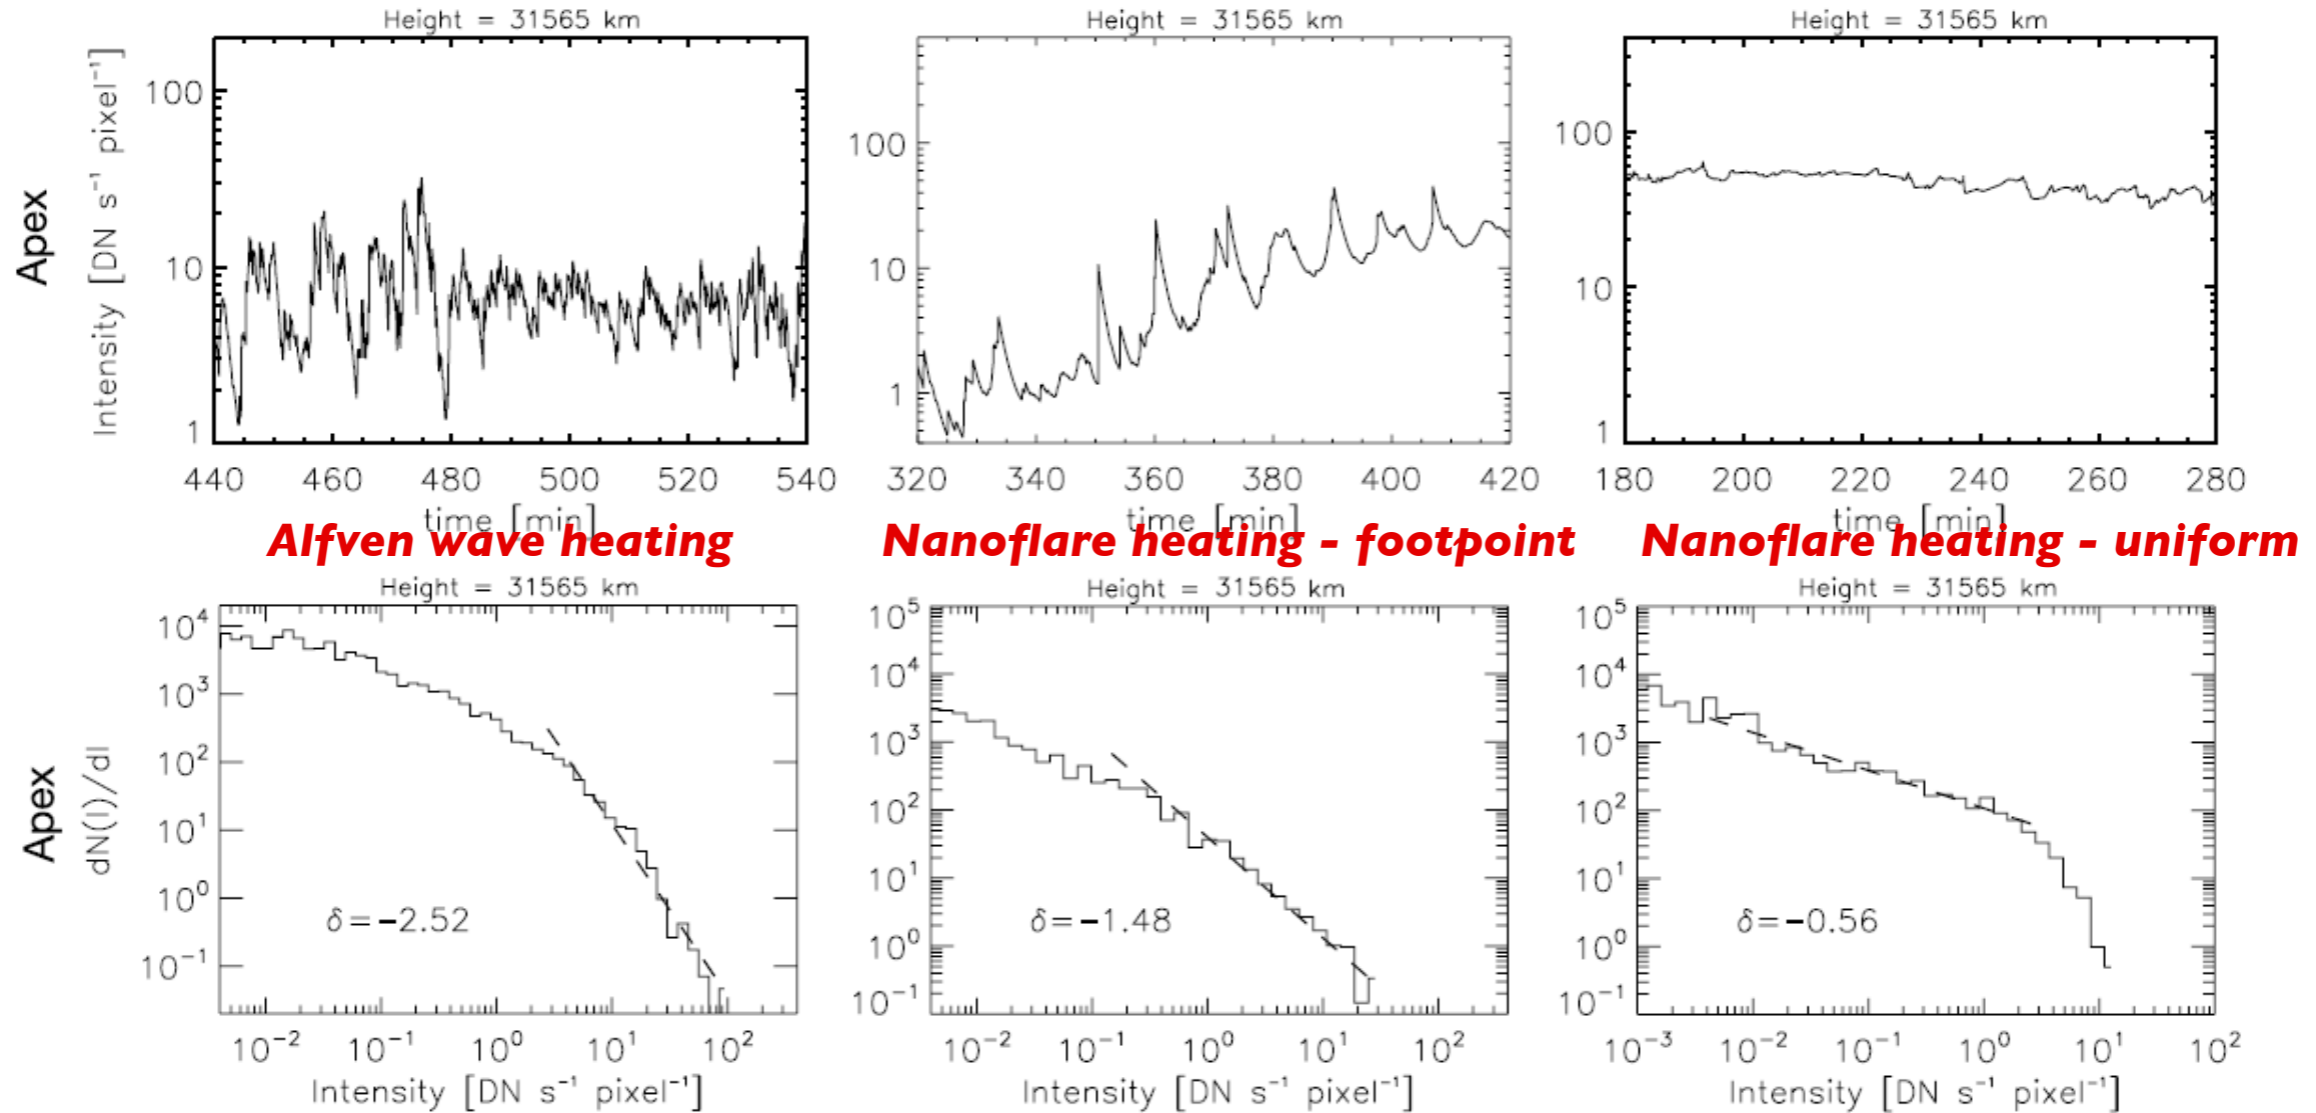 Height = 31565 km
Height = 31565 km
Height = 31565 km
Apex
Intensity [DN s⁻¹ pixel⁻¹]
100
10
1
440 460 480 500 520 540
time [min]
100
10
1
320 340 360 380 400 420
time [min]
100
10
1
180 200 220 240 260 280
time [min]
Alfven wave heating
Nanoflare heating - footpoint
Nanoflare heating - uniform
Height = 31565 km
Height = 31565 km
Height = 31565 km
Apex
dN(I)/dI
10⁴
10³
10²
10¹
10⁰
10⁻¹
δ=-2.52
10⁻² 10⁻¹ 10⁰ 10¹ 10²
Intensity [DN s⁻¹ pixel⁻¹]
10⁵
10⁴
10³
10²
10¹
10⁰
10⁻¹
δ=-1.48
10⁻² 10⁻¹ 10⁰ 10¹ 10²
Intensity [DN s⁻¹ pixel⁻¹]
10⁵
10⁴
10³
10²
10¹
10⁰
10⁻¹
δ=-0.56
10⁻³ 10⁻² 10⁻¹ 10⁰ 10¹ 10²
Intensity [DN s⁻¹ pixel⁻¹]